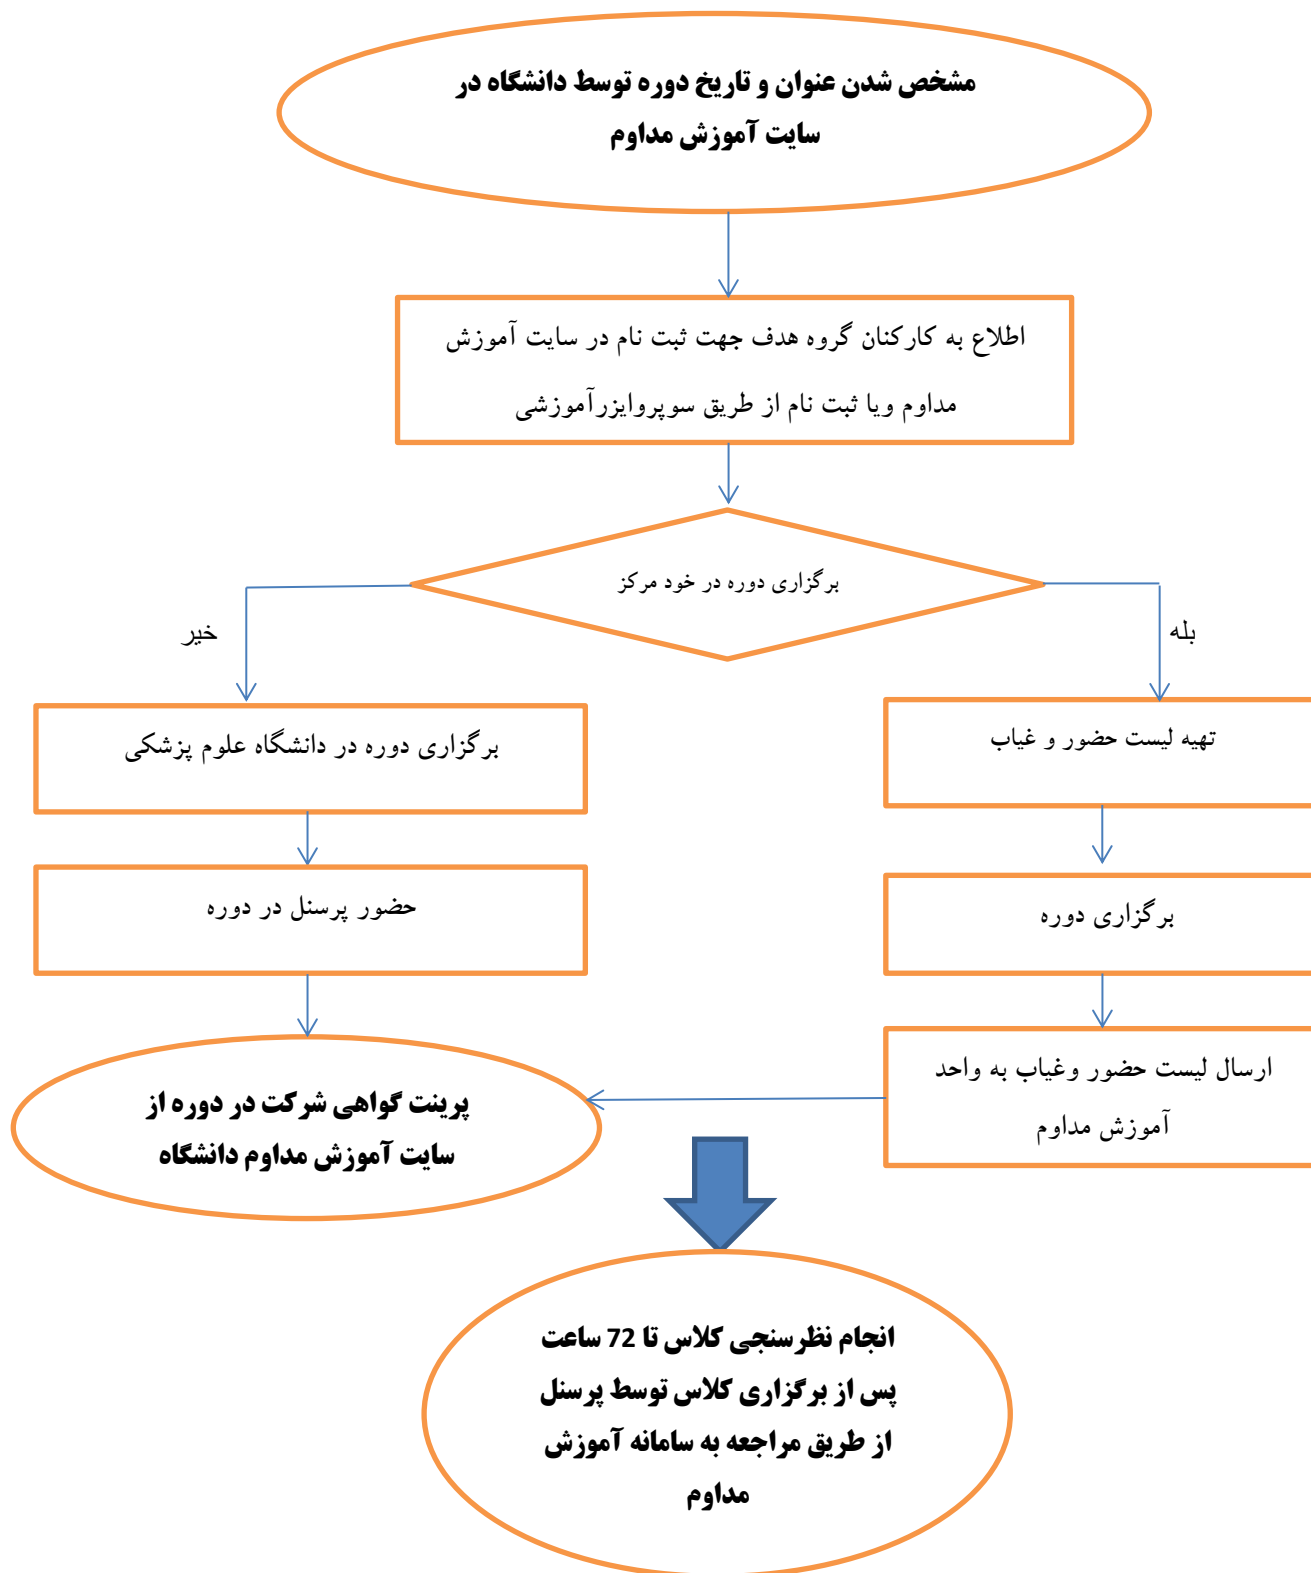 مشخص شدن عنوان و تاریخ دوره توسط دانشگاه در
سایت آموزش مداوم
اطلاع به کارکنان گروه هدف جهت ثبت نام در سایت آموزش
مداوم ویا ثبت نام از طریق سوپروایزرآموزشی
برگزاری دوره در خود مرکز
بله
خیر
تهیه لیست حضور و غیاب
برگزاری دوره در دانشگاه علوم پزشکی
برگزاری دوره
حضور پرسنل در دوره
ارسال لیست حضور وغیاب به واحد
آموزش مداوم
پرینت گواهی شرکت در دوره از
سایت آموزش مداوم دانشگاه
انجام نظرسنجی کلاس تا 72 ساعت
پس از برگزاری کلاس توسط پرسنل
از طریق مراجعه به سامانه آموزش
مداوم